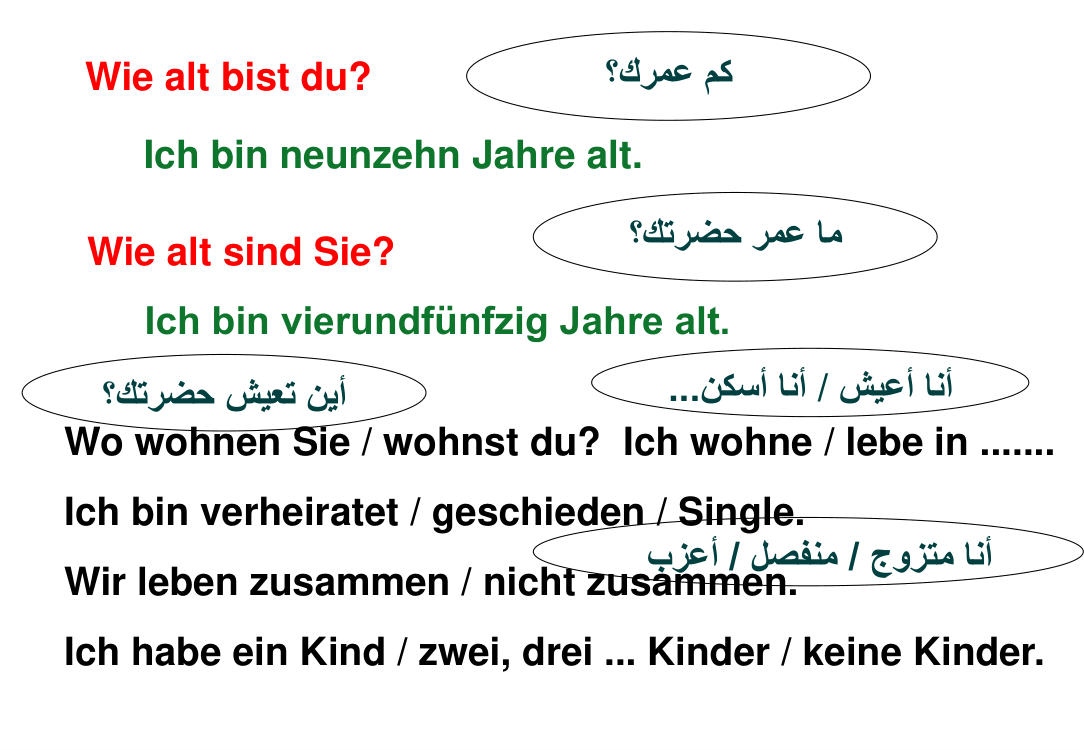 Wie alt bist du?
كم عمرك؟
Ich bin neunzehn Jahre alt.
Wie alt sind Sie?
ما عمر حضرتك؟
Ich bin vierundfünfzig Jahre alt.
أين تعيش حضرتك؟
أنا أعيش / أنا أسكن...
Wo wohnen Sie / wohnst du?  Ich wohne / lebe in .......
Ich bin verheiratet / geschieden / Single.
أنا متزوج / منفصل / أعزب
Wir leben zusammen / nicht zusammen.
Ich habe ein Kind / zwei, drei ... Kinder / keine Kinder.